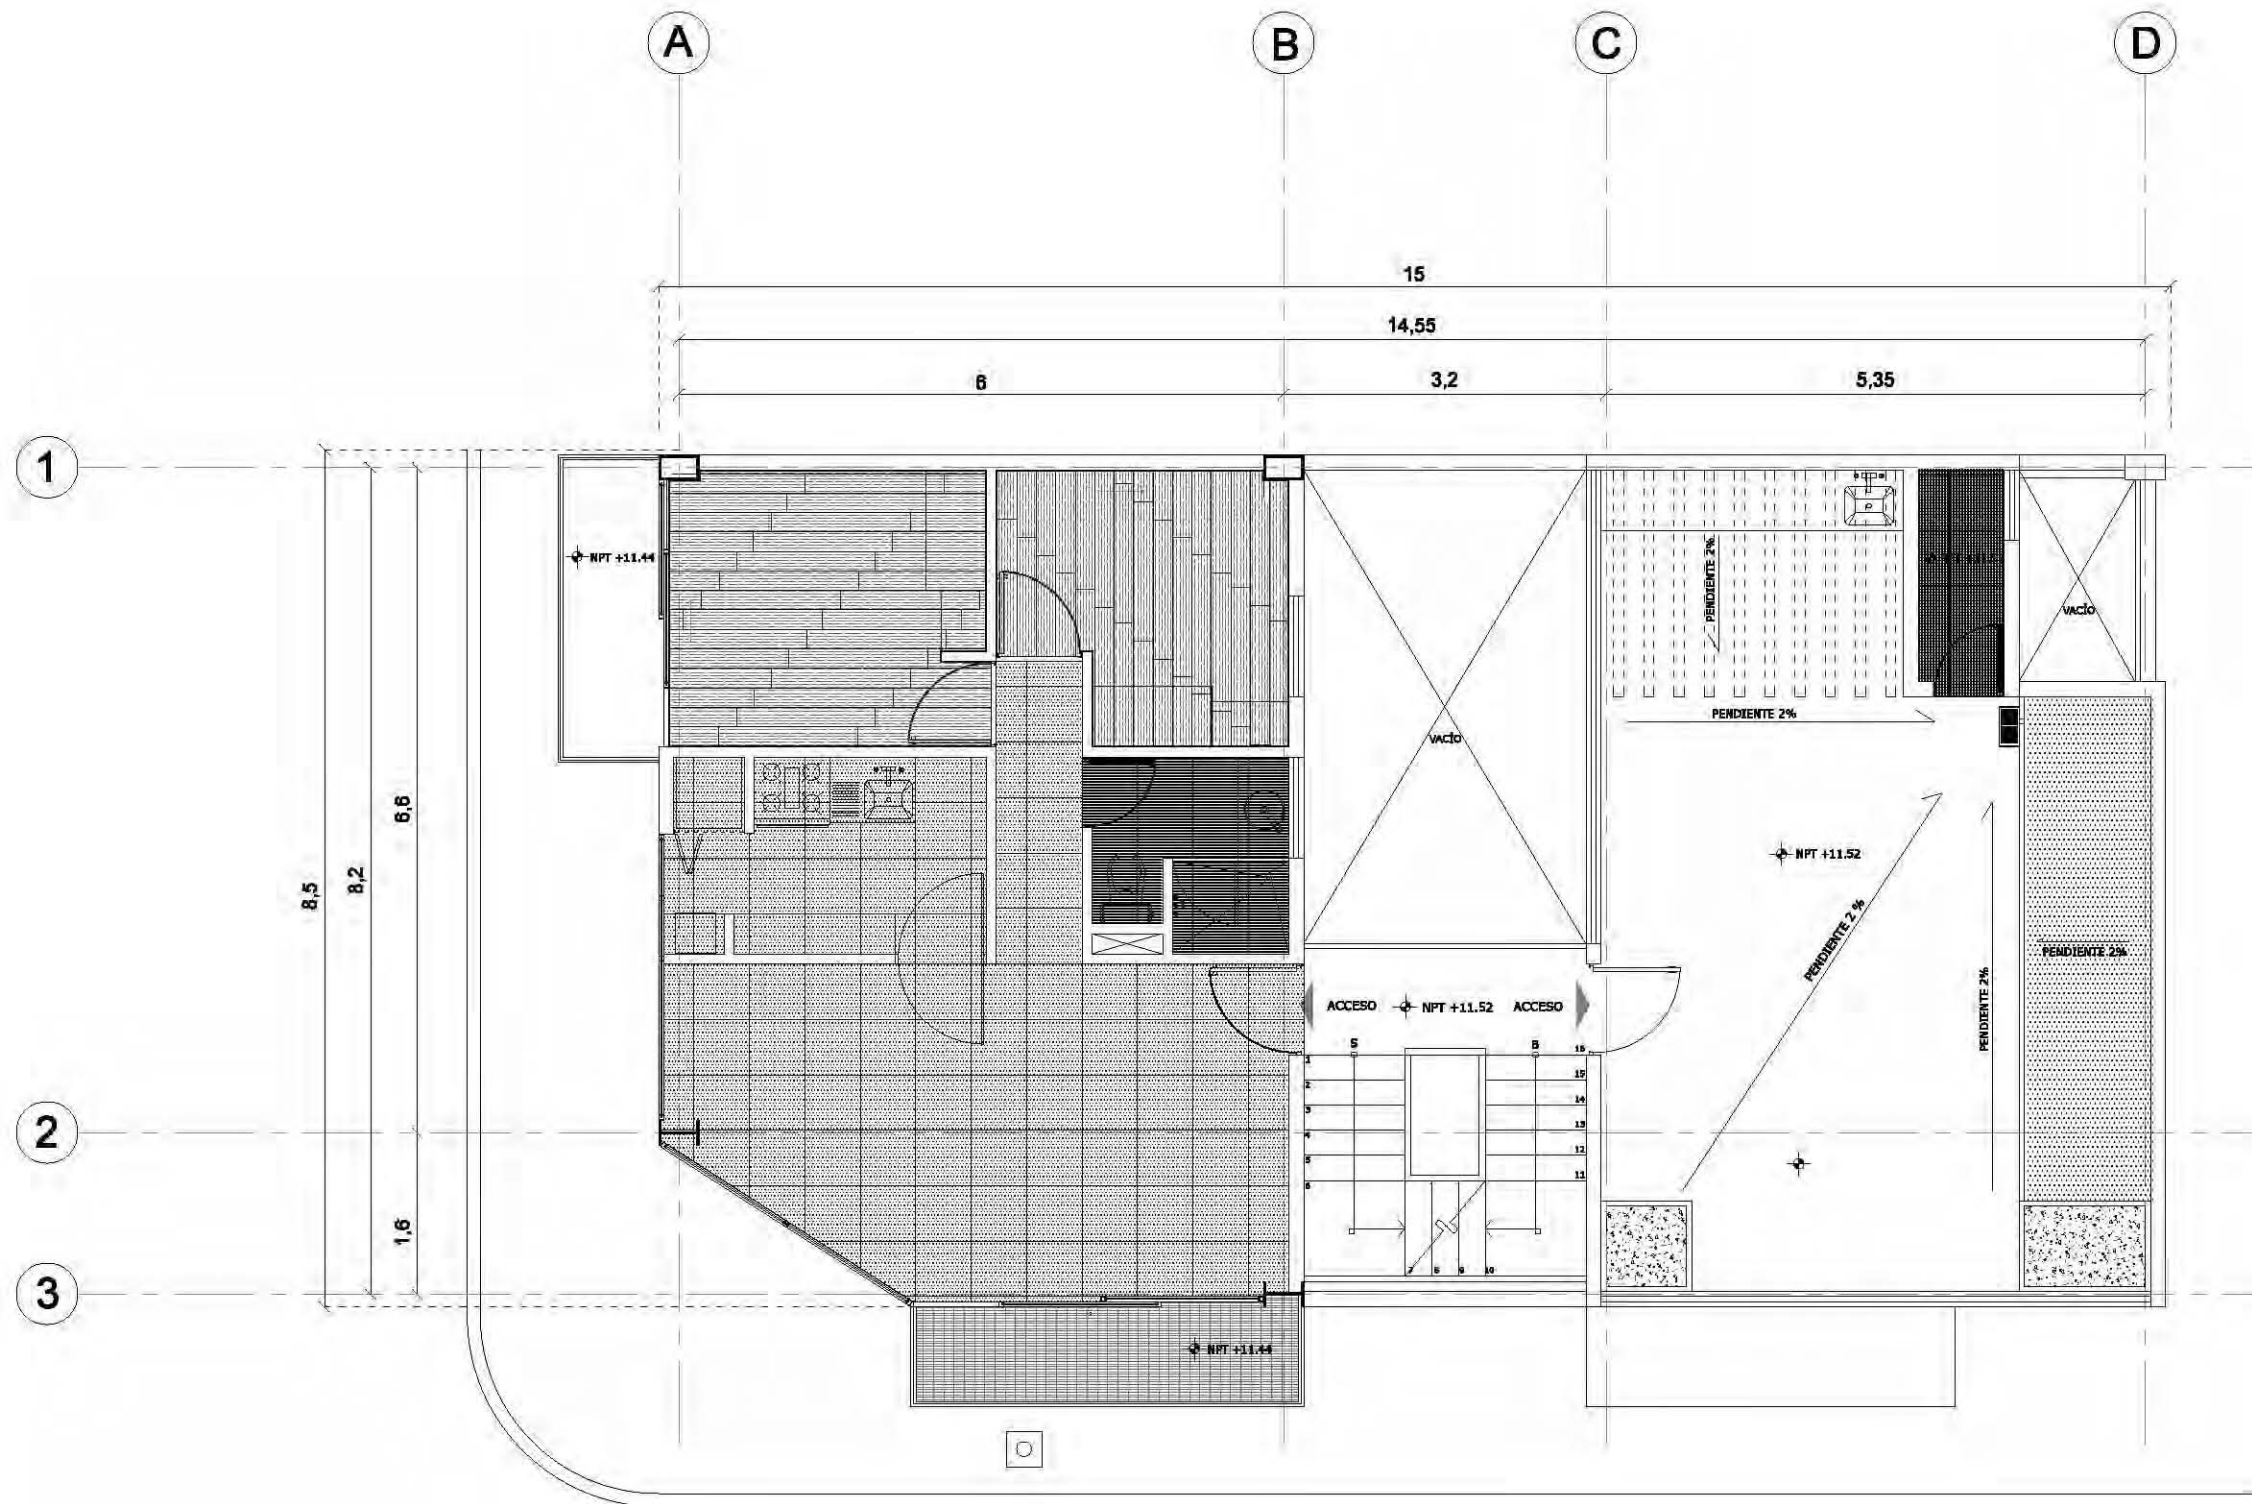 A
B
C
D
15
14,55
6
3,2
5,35
1
2
3
8,5
8,2
6,6
1,6
NPT +11.44
PENDIENTE 2%
VACÍO
PENDIENTE 2%
VACÍO
NPT +11.52
PENDIENTE 2 %
PENDIENTE 2%
PENDIENTE 2%
ACCESO
NPT +11.52
ACCESO
S
B
1
2
3
4
5
6
7
8
9
10
11
12
13
14
15
16
NPT +11.44